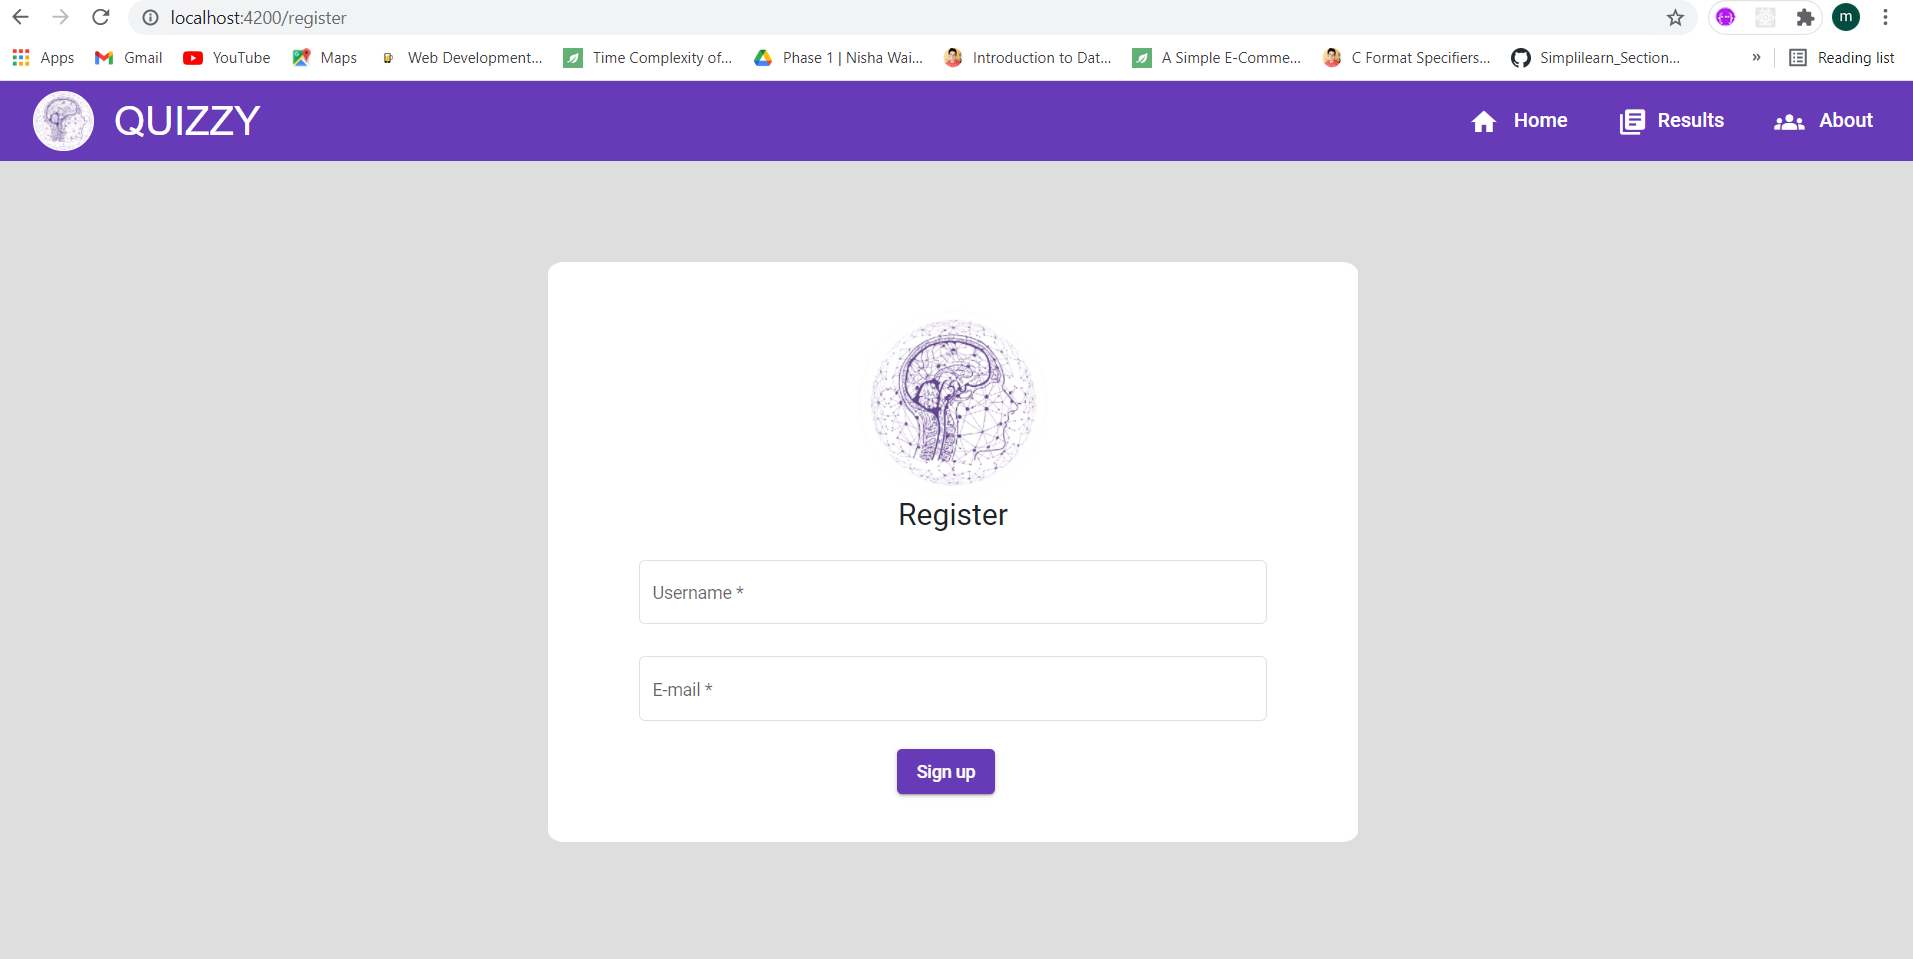 localhost:4200/register
m
Apps Gmail YouTube Maps Web Development... Time Complexity of... Phase 1 | Nisha Wai... Introduction to Dat... A Simple E-Comme... C Format Specifiers... Simplilearn_Section... » Reading list
QUIZZY Home Results About
Register
Username *
E-mail *
Sign up